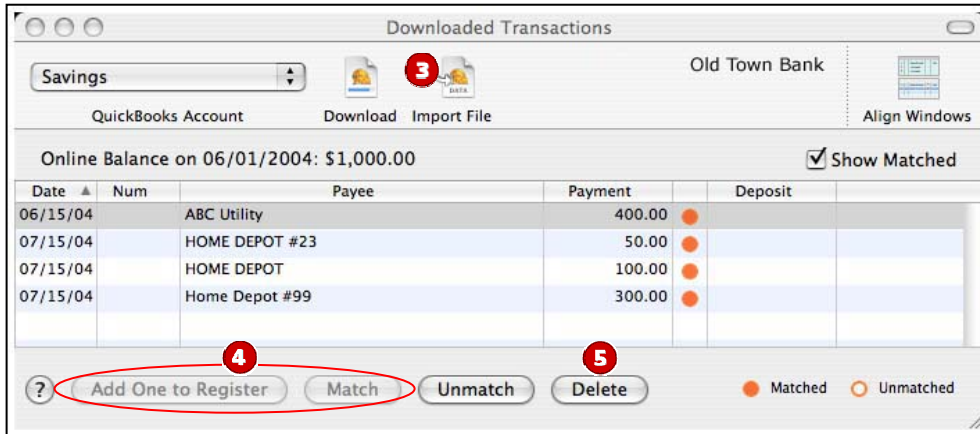 Downloaded Transactions
Savings
3
DATA
Old Town Bank
QuickBooks Account Download Import File Align Windows
Online Balance on 06/01/2004: $1,000.00 Show Matched
Date Num Payee Payment Deposit
06/15/04 ABC Utility 400.00
07/15/04 HOME DEPOT #23 50.00
07/15/04 HOME DEPOT 100.00
07/15/04 Home Depot #99 300.00
4 5
? Add One to Register Match Unmatch Delete Matched Unmatched